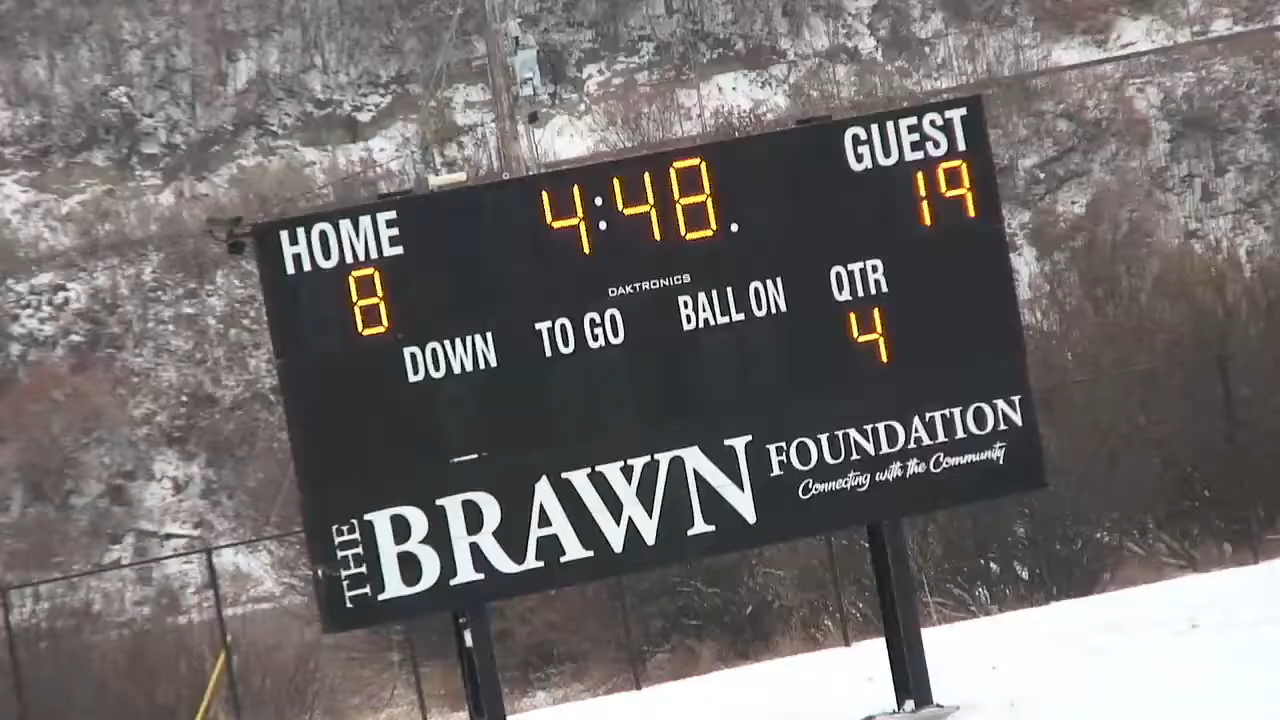 HOME 4:48. GUEST
8 19
DAKTRONICS
DOWN TO GO BALL ON QTR
4
THE BRAWN FOUNDATION
Connecting with the Community